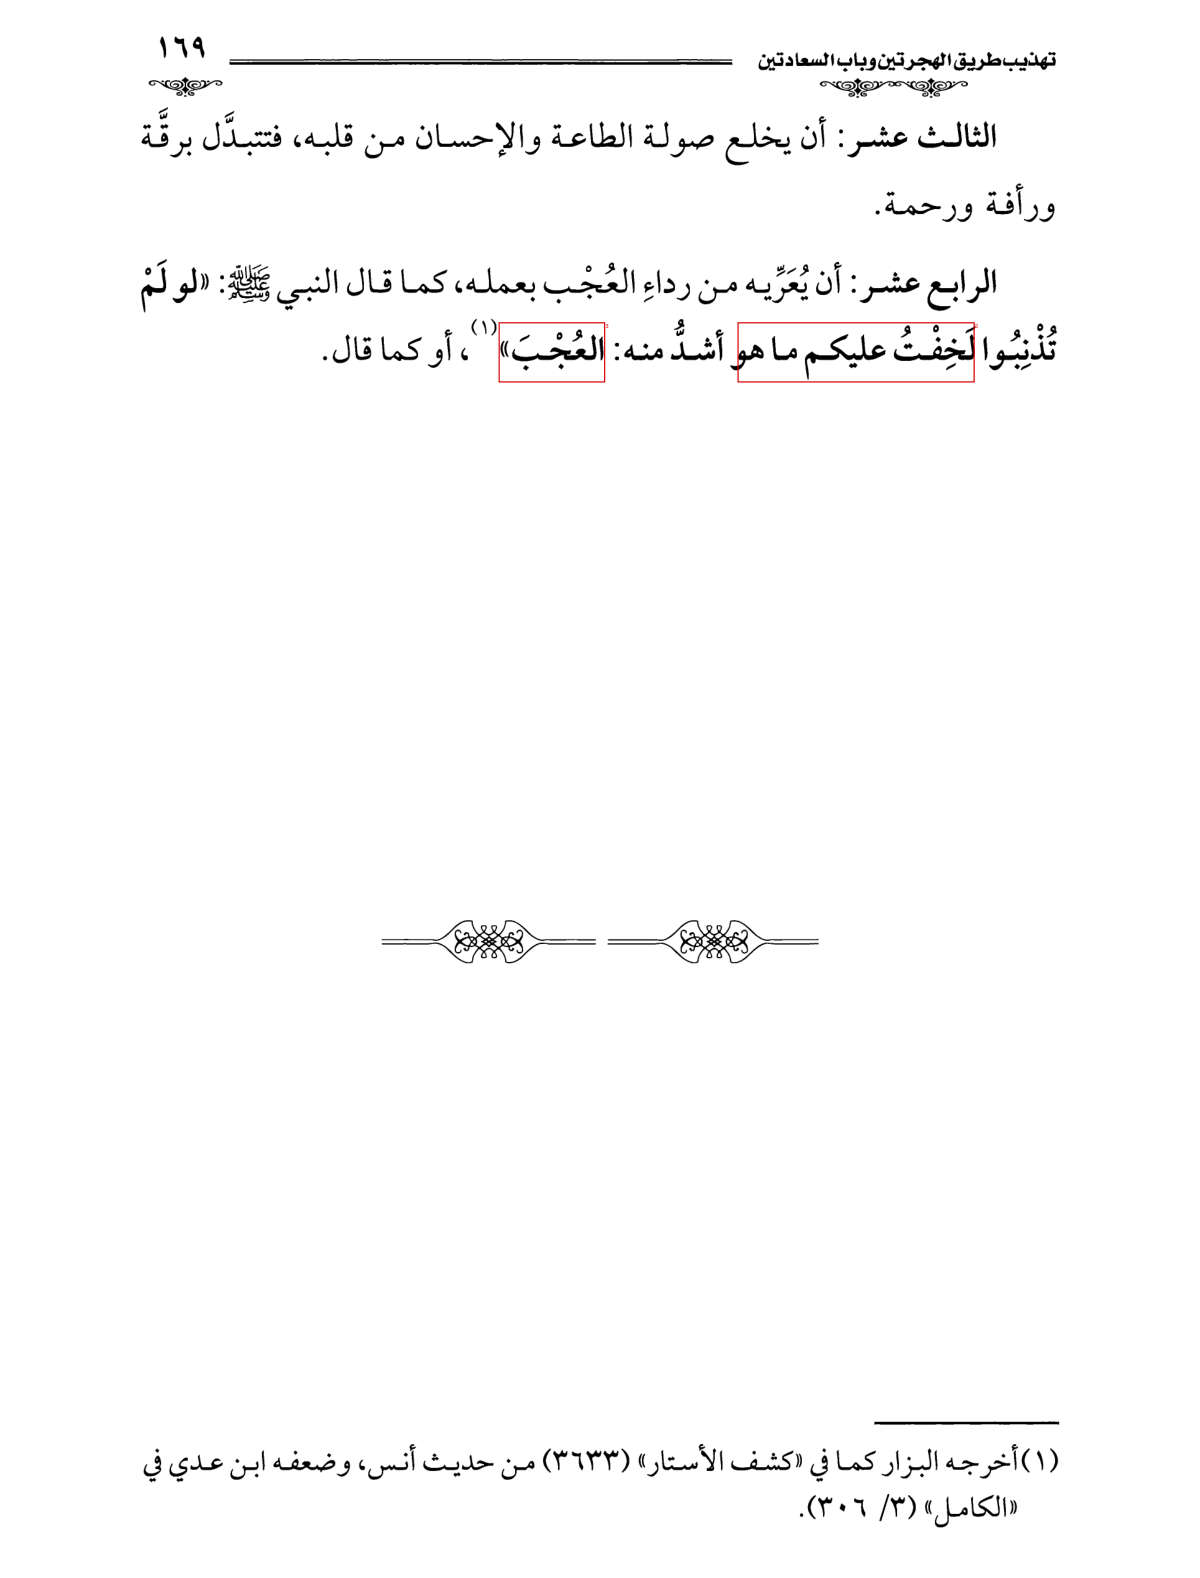 تهذيب طريق الهجرتين وباب السعادتين
١٦٩
الثالث عشر: أن يخلع صولة الطاعة والإحسان من قلبه، فتتبدَّل برقَّة
ورأفة ورحمة.
الرابع عشر: أن يُعَرِّيه من رداءِ العُجْب بعمله، كما قال النبي ﷺ: «لو لَمْ
تُذْنِبُوا لَخِفْتُ عليكم ما هو أشدُّ منه: العُجْبَ»(١)، أو كما قال.
(١) أخرجه البزار كما في «كشف الأستار» (٣٦٣٣) من حديث أنس، وضعفه ابن عدي في
«الكامل» (٣/ ٣٠٦).